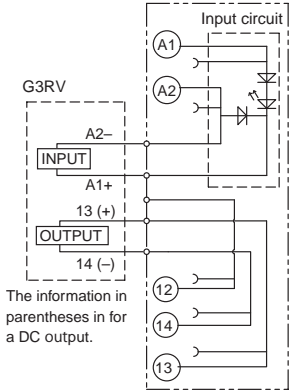 Input circuit
A1
A2
G3RV
A2–
INPUT
A1+
13 (+)
OUTPUT
14 (–)
12
14
13
The information in
parentheses in for
a DC output.